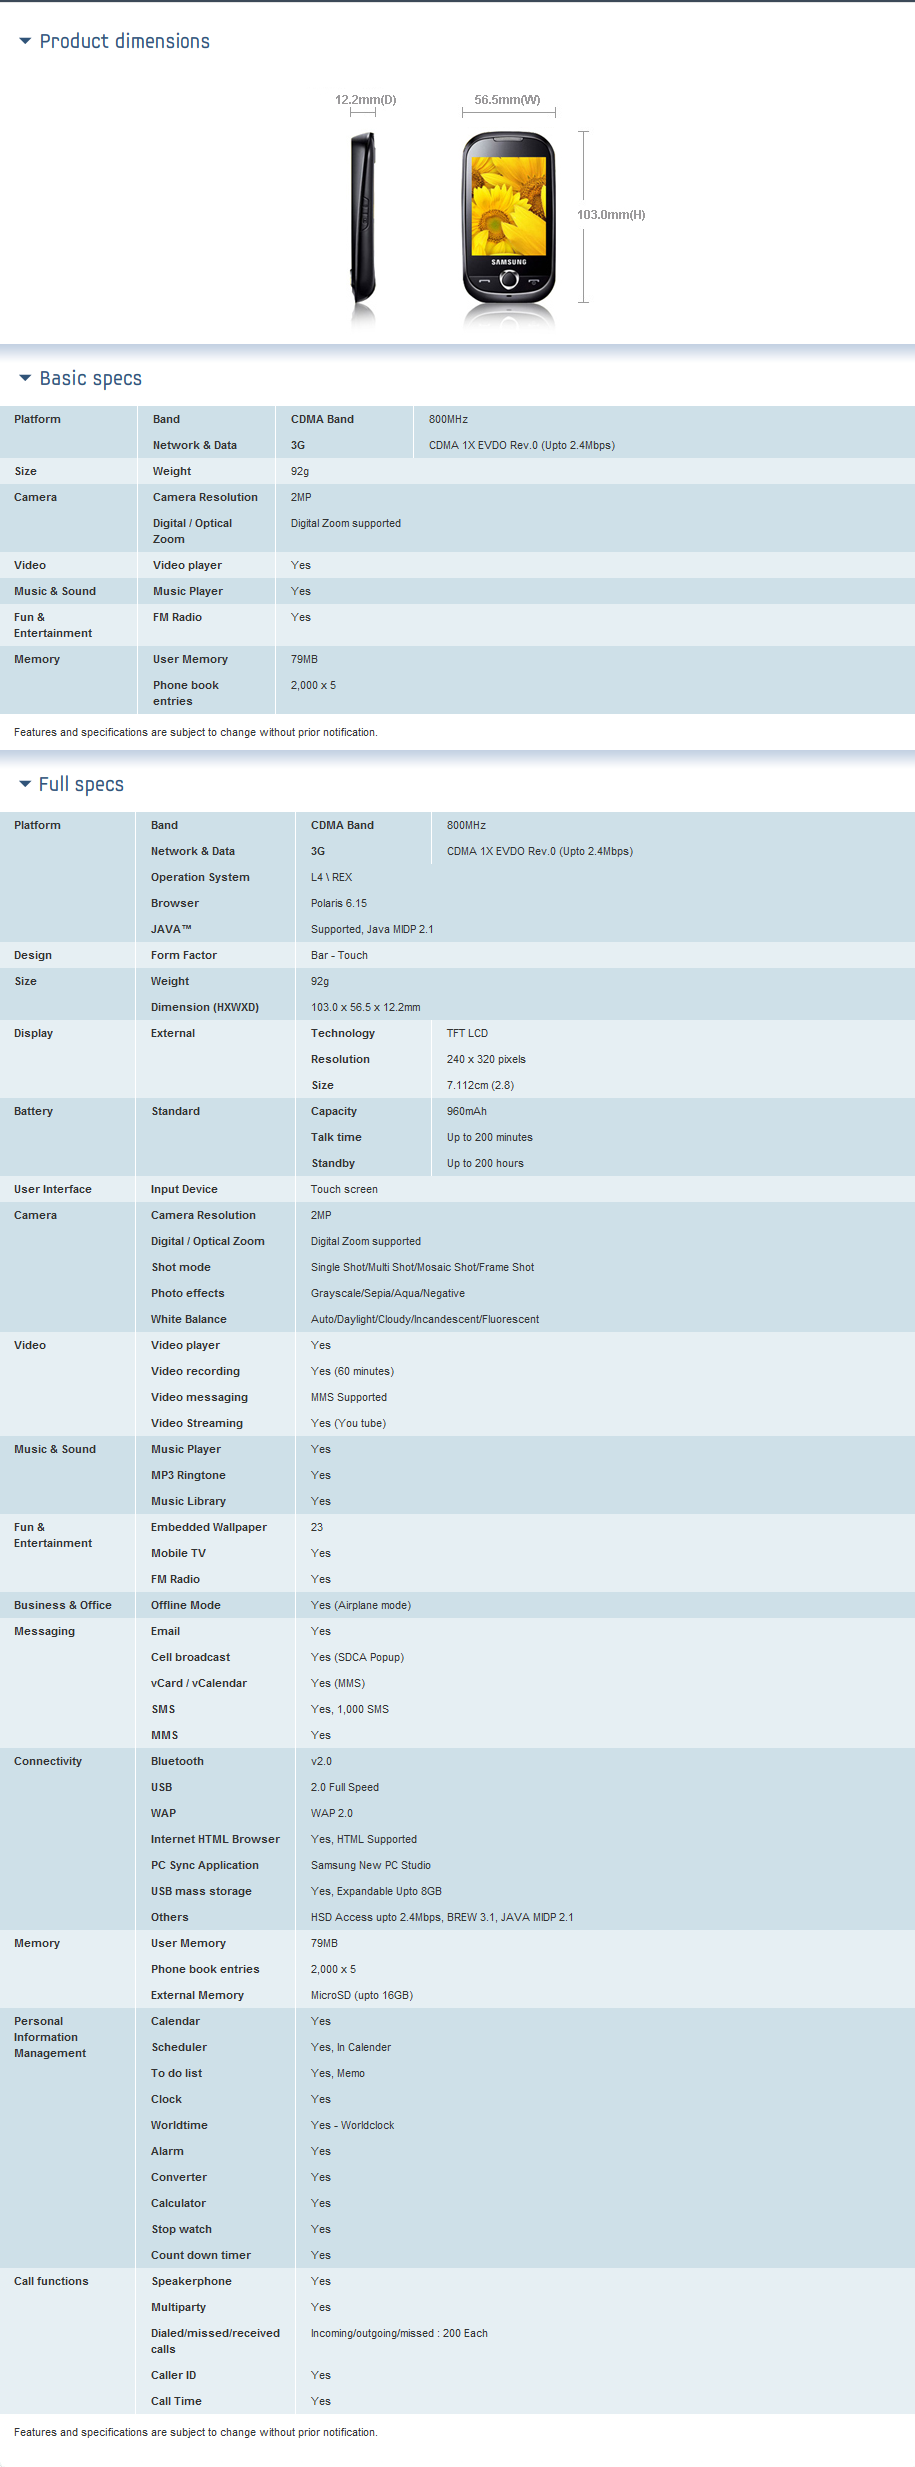 Product dimensions
12.2mm(D)
56.5mm(W)
103.0mm(H)
SAMSUNG
Basic specs
Platform Band CDMA Band 800MHz
Network & Data 3G CDMA 1X EVDO Rev.0 (Upto 2.4Mbps)
Size Weight 92g
Camera Camera Resolution 2MP
Digital / Optical Digital Zoom supported
Zoom
Video Video player Yes
Music & Sound Music Player Yes
Fun & FM Radio Yes
Entertainment
Memory User Memory 79MB
Phone book 2,000 x 5
entries
Features and specifications are subject to change without prior notification.
Full specs
Platform Band CDMA Band 800MHz
Network & Data 3G CDMA 1X EVDO Rev.0 (Upto 2.4Mbps)
Operation System L4 \ REX
Browser Polaris 6.15
JAVA™ Supported, Java MIDP 2.1
Design Form Factor Bar - Touch
Size Weight 92g
Dimension (HXWXD) 103.0 x 56.5 x 12.2mm
Display External Technology TFT LCD
Resolution 240 x 320 pixels
Size 7.112cm (2.8)
Battery Standard Capacity 960mAh
Talk time Up to 200 minutes
Standby Up to 200 hours
User Interface Input Device Touch screen
Camera Camera Resolution 2MP
Digital / Optical Zoom Digital Zoom supported
Shot mode Single Shot/Multi Shot/Mosaic Shot/Frame Shot
Photo effects Grayscale/Sepia/Aqua/Negative
White Balance Auto/Daylight/Cloudy/Incandescent/Fluorescent
Video Video player Yes
Video recording Yes (60 minutes)
Video messaging MMS Supported
Video Streaming Yes (You tube)
Music & Sound Music Player Yes
MP3 Ringtone Yes
Music Library Yes
Fun & Embedded Wallpaper 23
Entertainment
Mobile TV Yes
FM Radio Yes
Business & Office Offline Mode Yes (Airplane mode)
Messaging Email Yes
Cell broadcast Yes (SDCA Popup)
vCard / vCalendar Yes (MMS)
SMS Yes, 1,000 SMS
MMS Yes
Connectivity Bluetooth v2.0
USB 2.0 Full Speed
WAP WAP 2.0
Internet HTML Browser Yes, HTML Supported
PC Sync Application Samsung New PC Studio
USB mass storage Yes, Expandable Upto 8GB
Others HSD Access upto 2.4Mbps, BREW 3.1, JAVA MIDP 2.1
Memory User Memory 79MB
Phone book entries 2,000 x 5
External Memory MicroSD (upto 16GB)
Personal Calendar Yes
Information
Management
Scheduler Yes, In Calender
To do list Yes, Memo
Clock Yes
Worldtime Yes - Worldclock
Alarm Yes
Converter Yes
Calculator Yes
Stop watch Yes
Count down timer Yes
Call functions Speakerphone Yes
Multiparty Yes
Dialed/missed/received Incoming/outgoing/missed : 200 Each
calls
Caller ID Yes
Call Time Yes
Features and specifications are subject to change without prior notification.